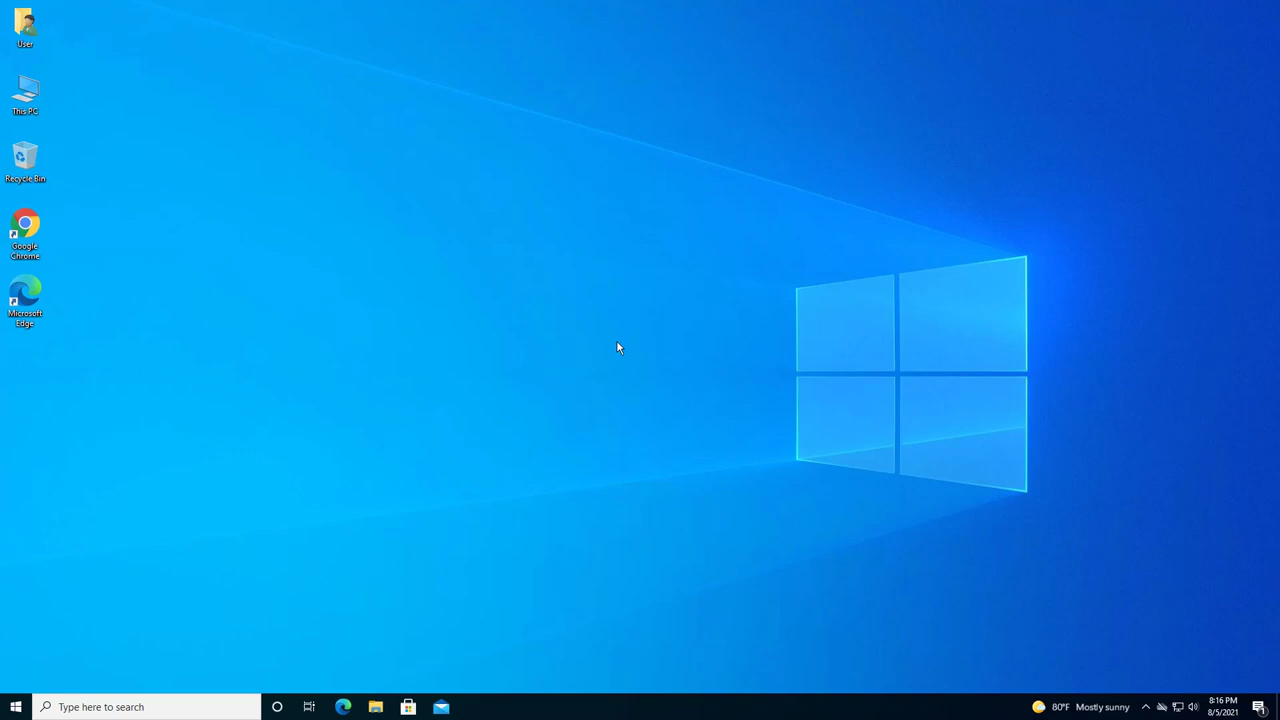 User
This PC
Recycle Bin
Google
Chrome
Microsoft
Edge
Type here to search
80°F Mostly sunny
8:16 PM
8/5/2021
1